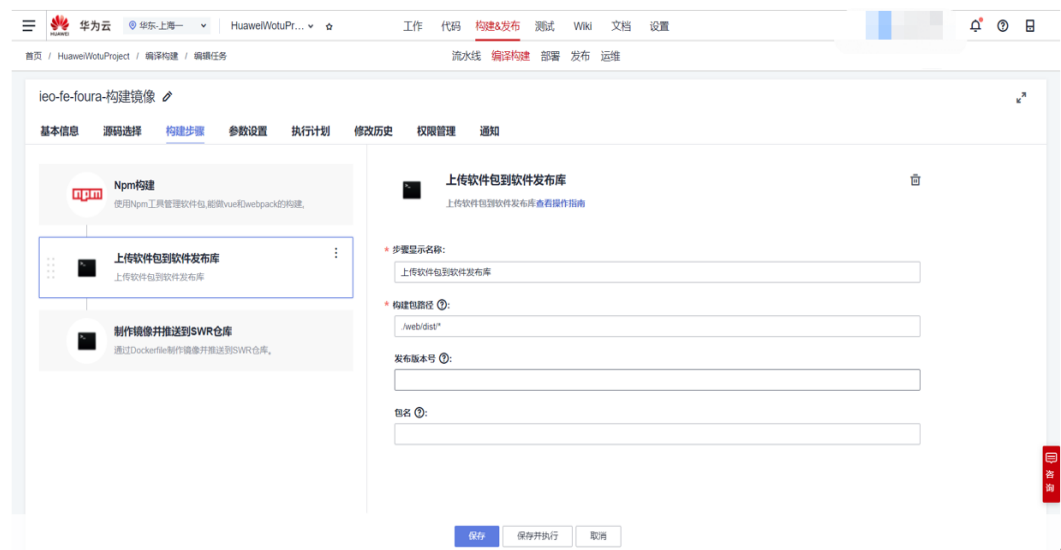 HUAWEI 华为云 华东-上海一 HuaweiWotuPr... 工作 代码 构建&发布 测试 Wiki 文档 设置
首页 / HuaweiWotuProject / 编译构建 / 编辑任务 流水线 编译构建 部署 发布 运维
ieo-fe-foura-构建镜像
基本信息 源码选择 构建步骤 参数设置 执行计划 修改历史 权限管理 通知
npm Npm构建
使用Npm工具管理软件包,能做vue和webpack的构建。
上传软件包到软件发布库
上传软件包到软件发布库
制作镜像并推送到SWR仓库
通过Dockerfile制作镜像并推送到SWR仓库。
上传软件包到软件发布库
上传软件包到软件发布库查看操作指南
* 步骤显示名称:
上传软件包到软件发布库
* 构建包路径 ?:
./web/dist/*
发布版本号 ?:
包名 ?:
咨询
保存 保存并执行 取消